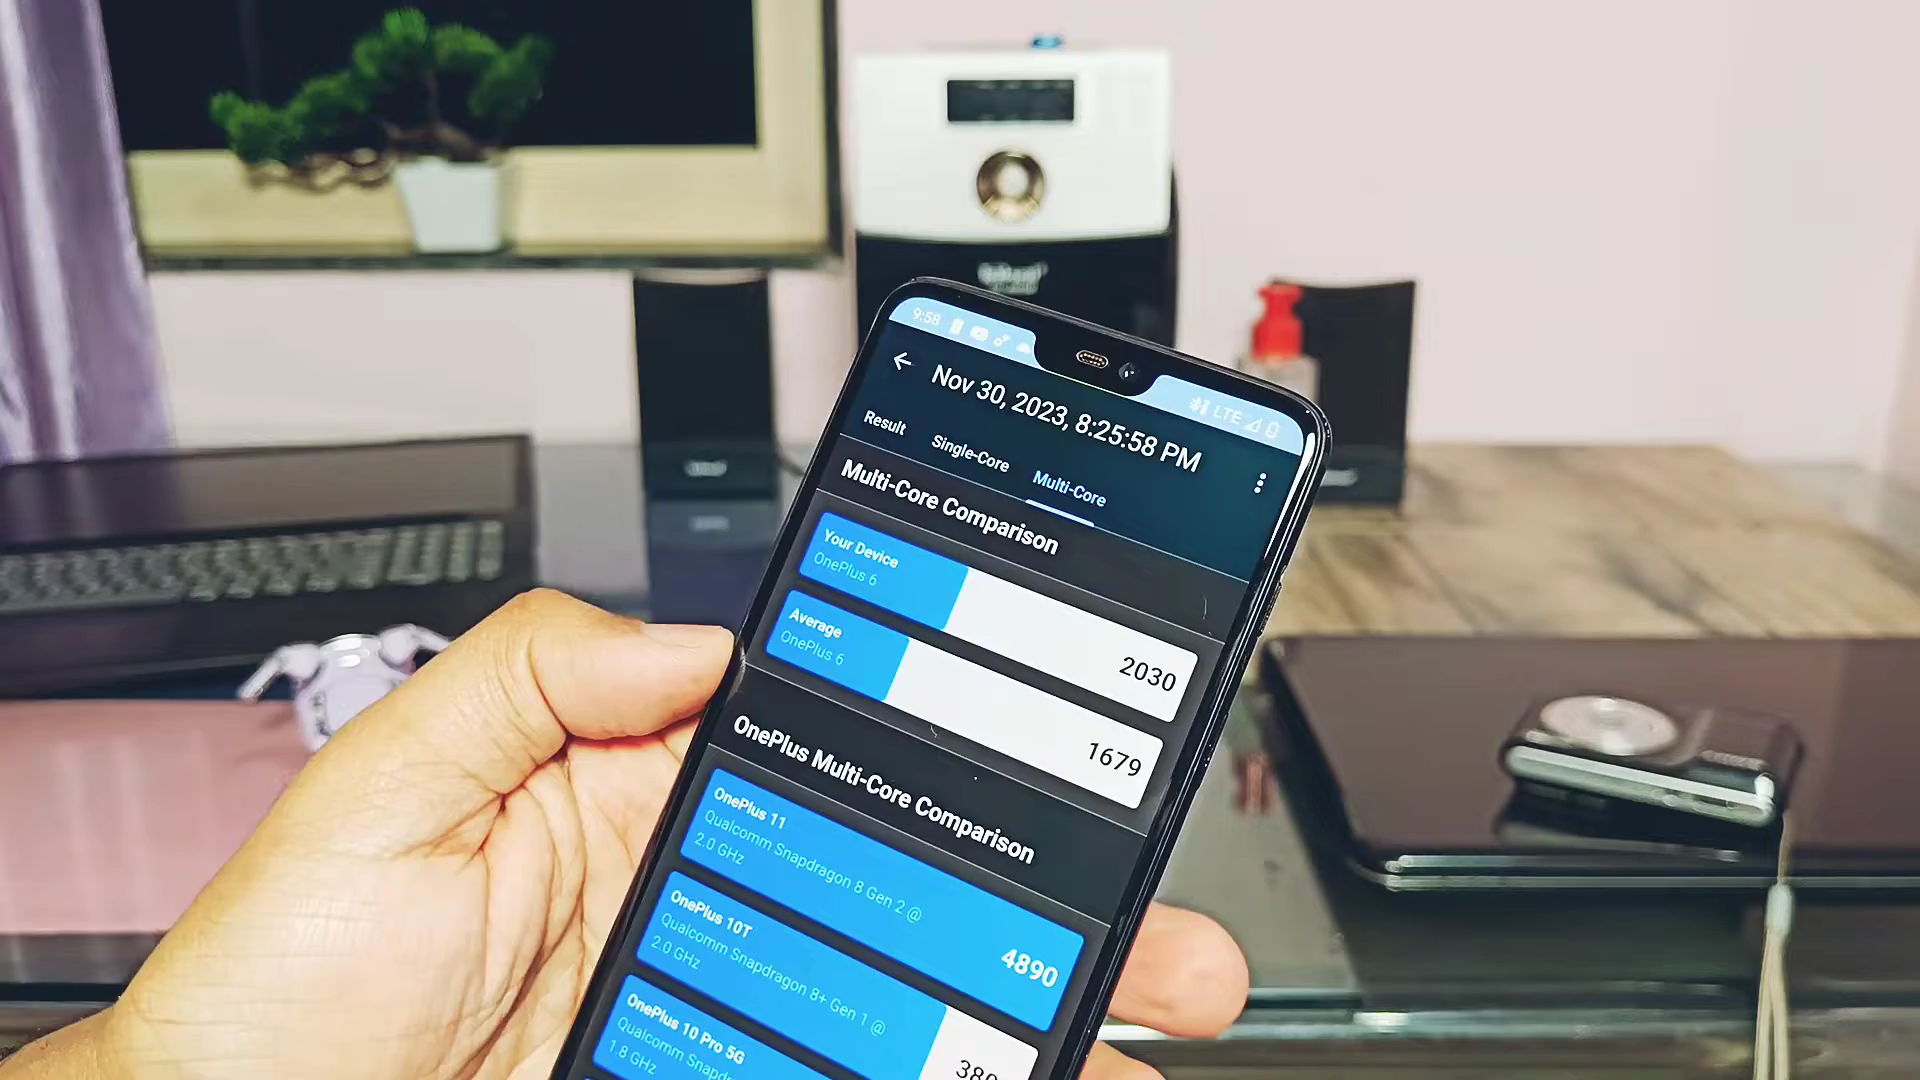 9:58
LTE
Nov 30, 2023, 8:25:58 PM
Result
Single-Core
Multi-Core
Multi-Core Comparison
Your Device
OnePlus 6
2030
Average
OnePlus 6
1679
OnePlus Multi-Core Comparison
OnePlus 11
Qualcomm Snapdragon 8 Gen 2 @
2.0 GHz
4890
OnePlus 10T
Qualcomm Snapdragon 8+ Gen 1 @
2.0 GHz
OnePlus 10 Pro 5G
1.8 GHz